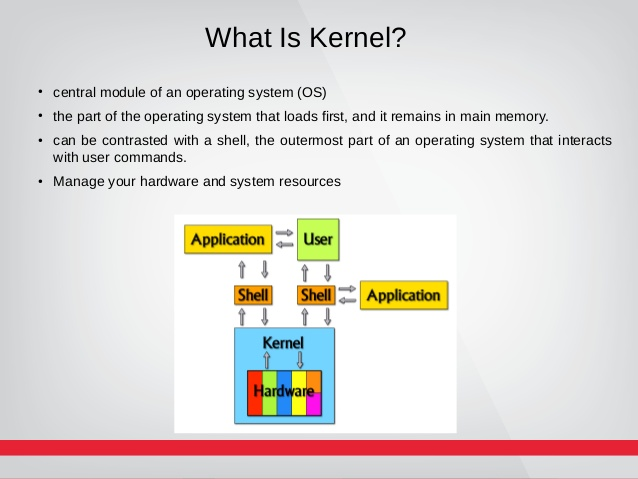 What Is Kernel?
• central module of an operating system (OS)
• the part of the operating system that loads first, and it remains in main memory.
• can be contrasted with a shell, the outermost part of an operating system that interacts
with user commands.
• Manage your hardware and system resources
Application
User
Shell
Shell
Application
Kernel
Hardware